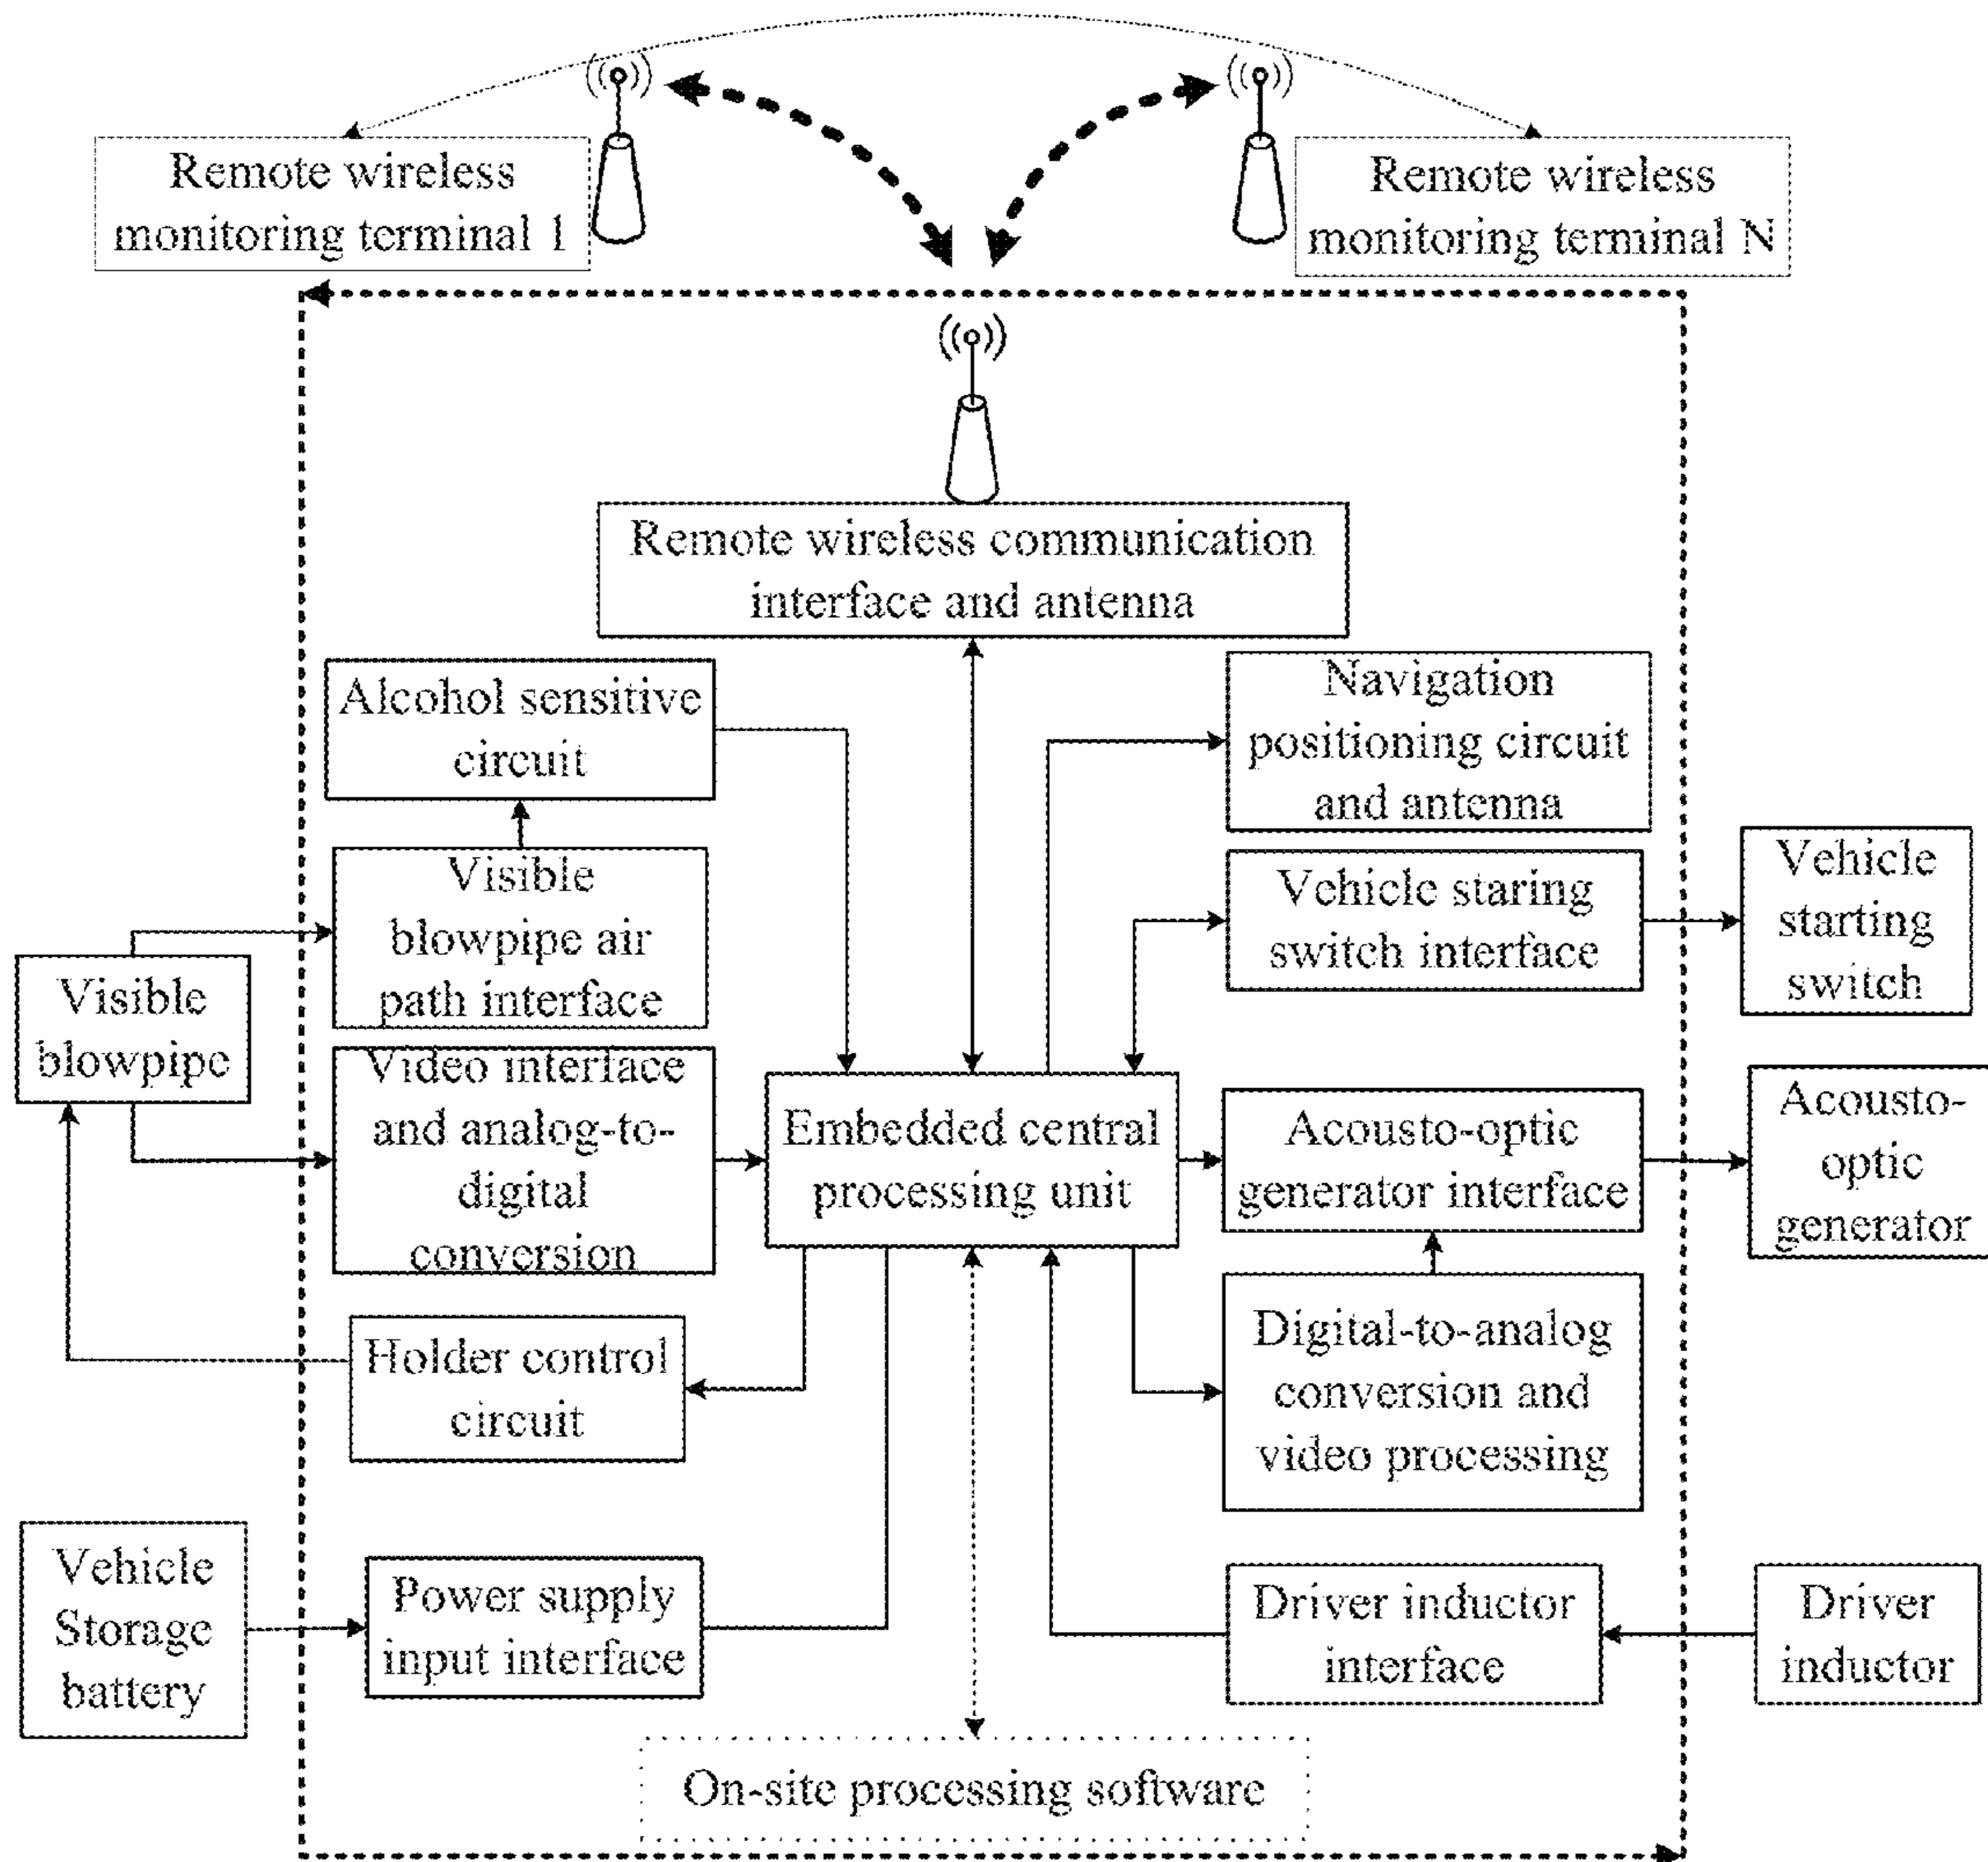 Remote wireless
monitoring terminal 1
Remote wireless
monitoring terminal N
Remote wireless communication
interface and antenna
Alcohol sensitive
circuit
Navigation
positioning circuit
and antenna
Visible
blowpipe air
path interface
Vehicle staring
switch interface
Vehicle
starting
switch
Visible
blowpipe
Video interface
and analog-to-
digital
conversion
Embedded central
processing unit
Acousto-optic
generator interface
Acousto-
optic
generator
Holder control
circuit
Digital-to-analog
conversion and
video processing
Vehicle
Storage
battery
Power supply
input interface
Driver inductor
interface
Driver
inductor
On-site processing software